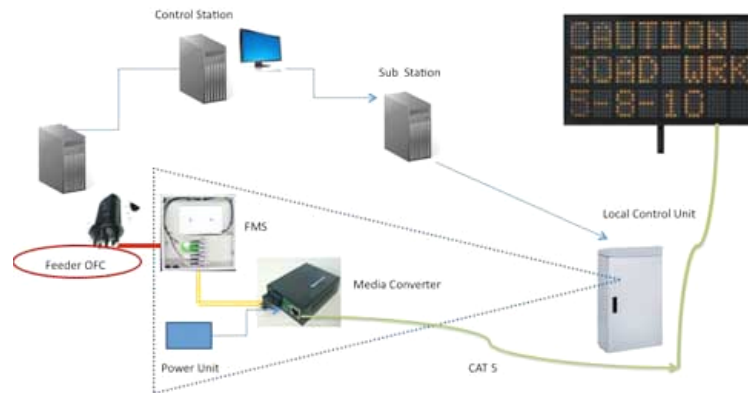 Control Station
Sub Station
CAUTION
ROAD WRK
5-8-10
Local Control Unit
FMS
Feeder OFC
Media Converter
Power Unit
CAT 5